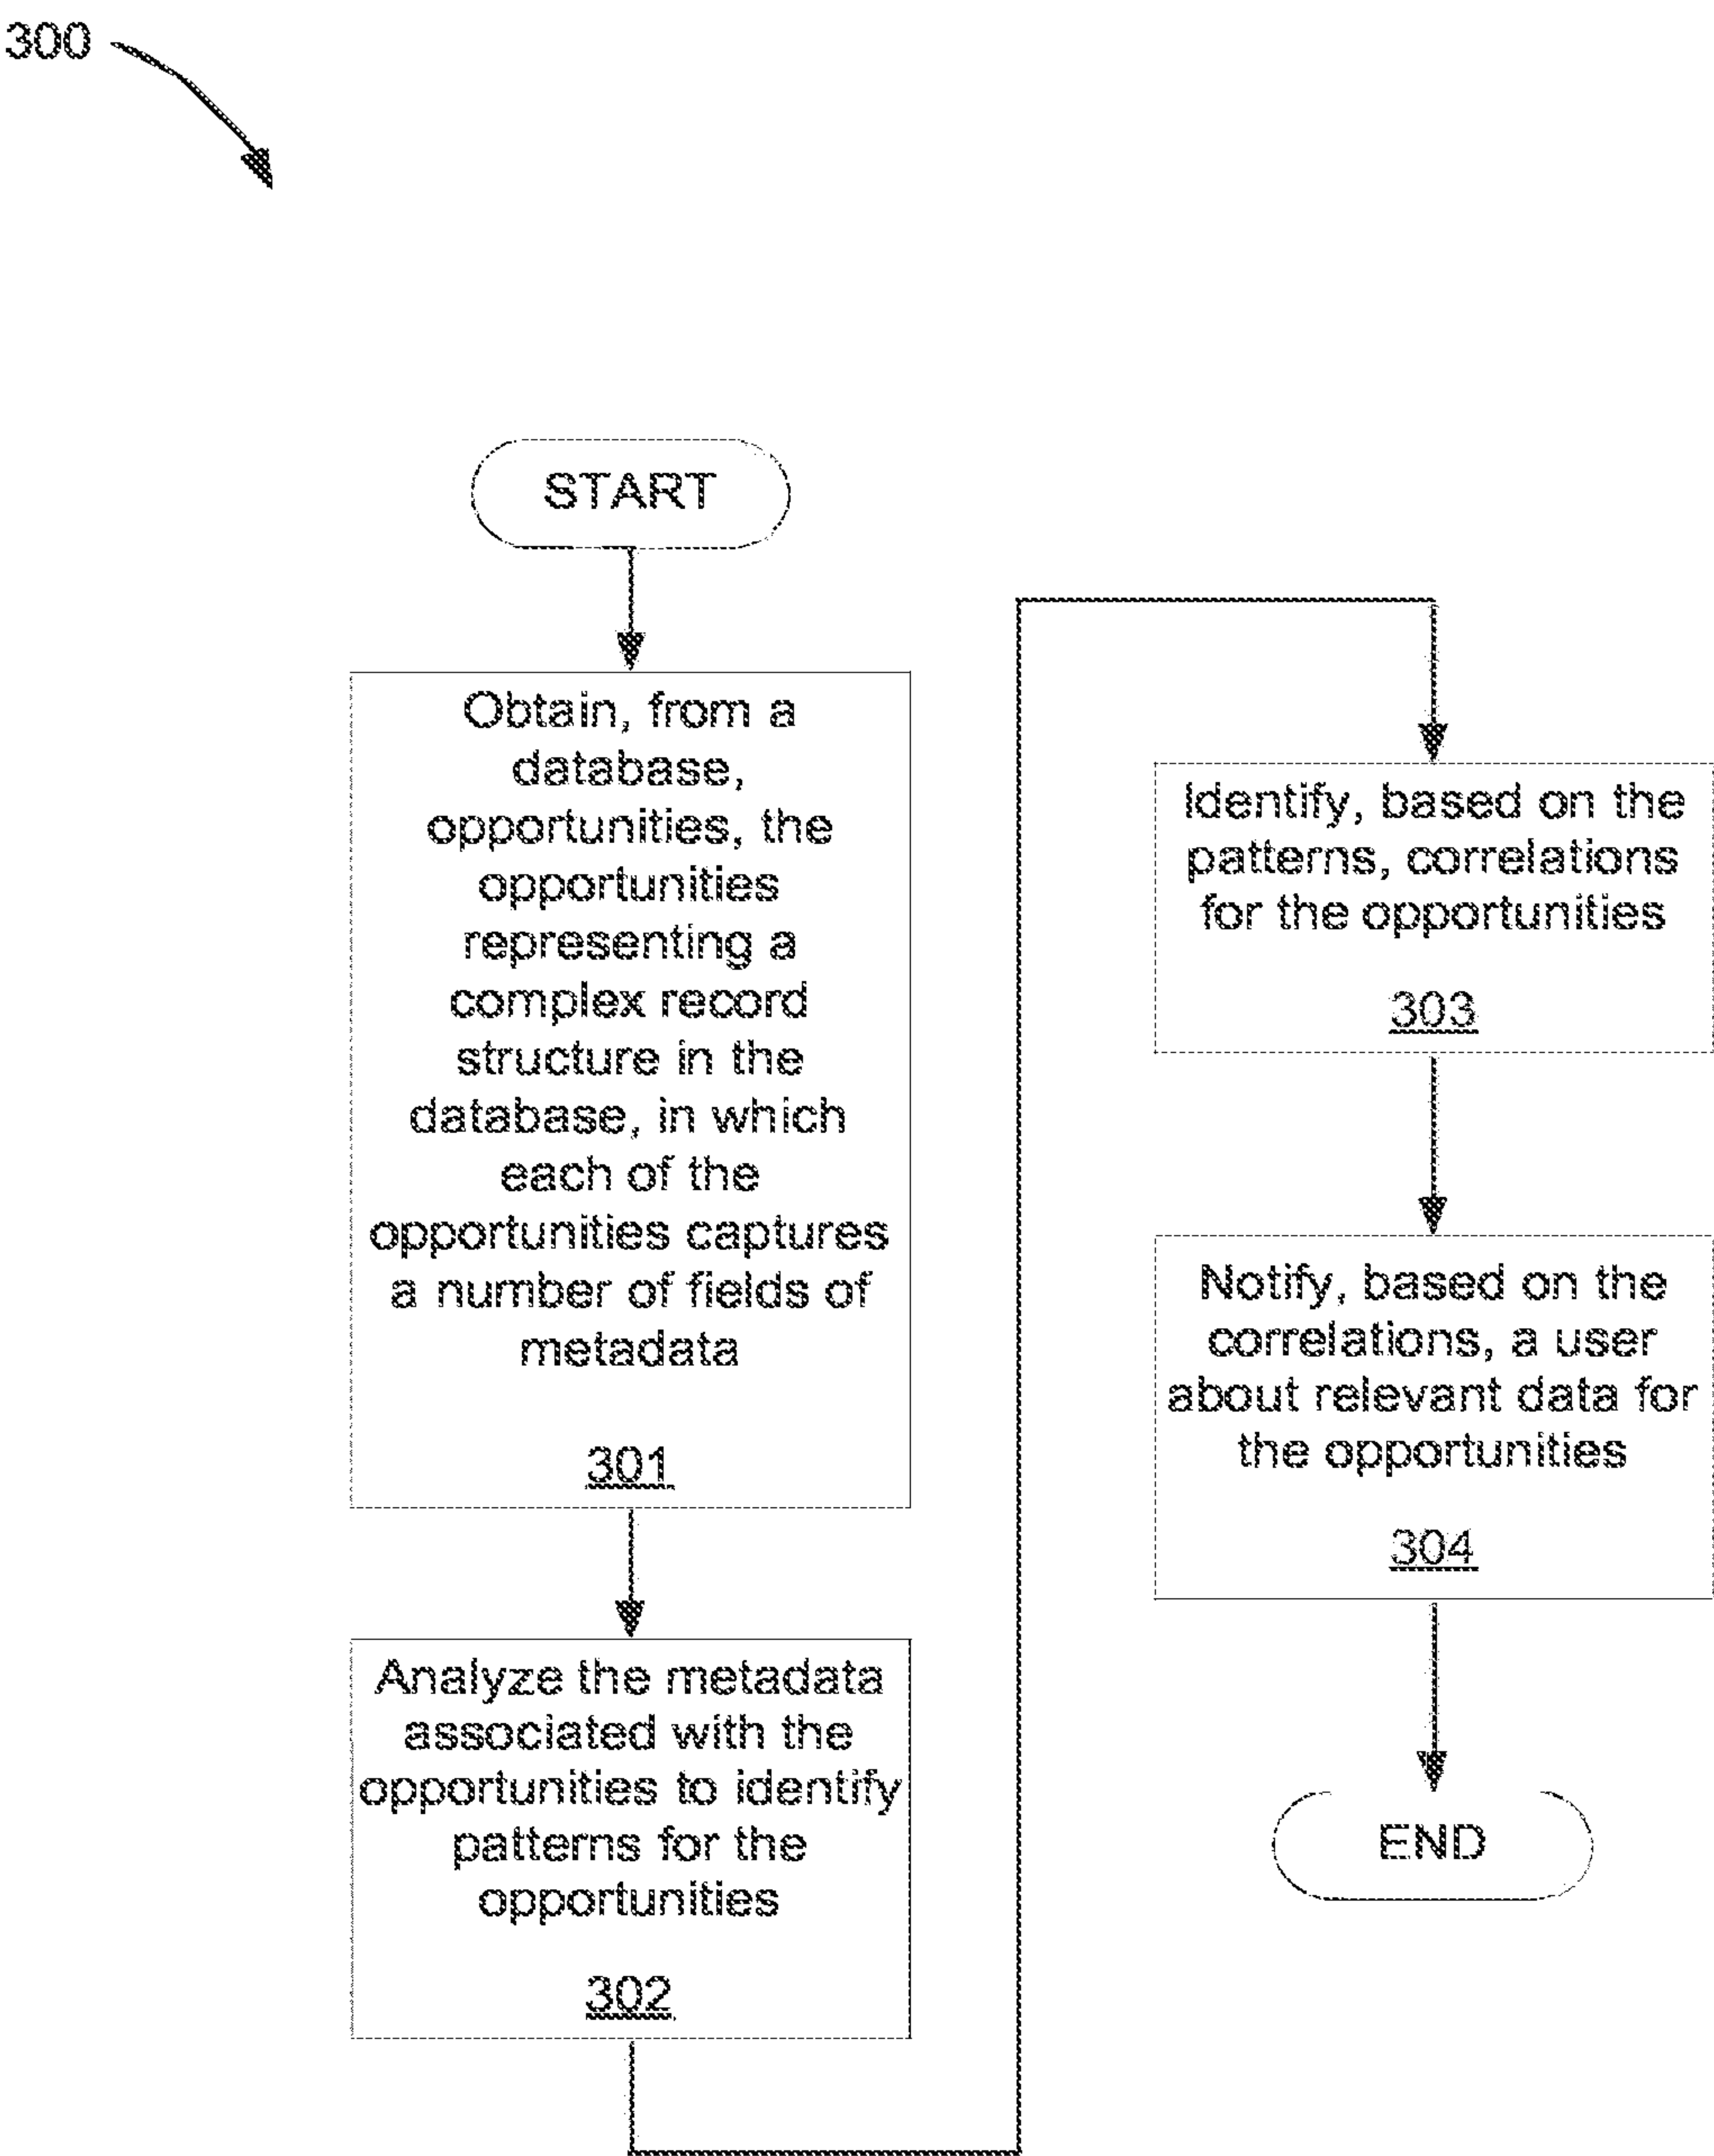 300
START
Obtain, from a
database,
opportunities, the
opportunities
representing a
complex record
structure in the
database, in which
each of the
opportunities captures
a number of fields of
metadata
301
Analyze the metadata
associated with the
opportunities to identify
patterns for the
opportunities
302
Identify, based on the
patterns, correlations
for the opportunities
303
Notify, based on the
correlations, a user
about relevant data for
the opportunities
304
END